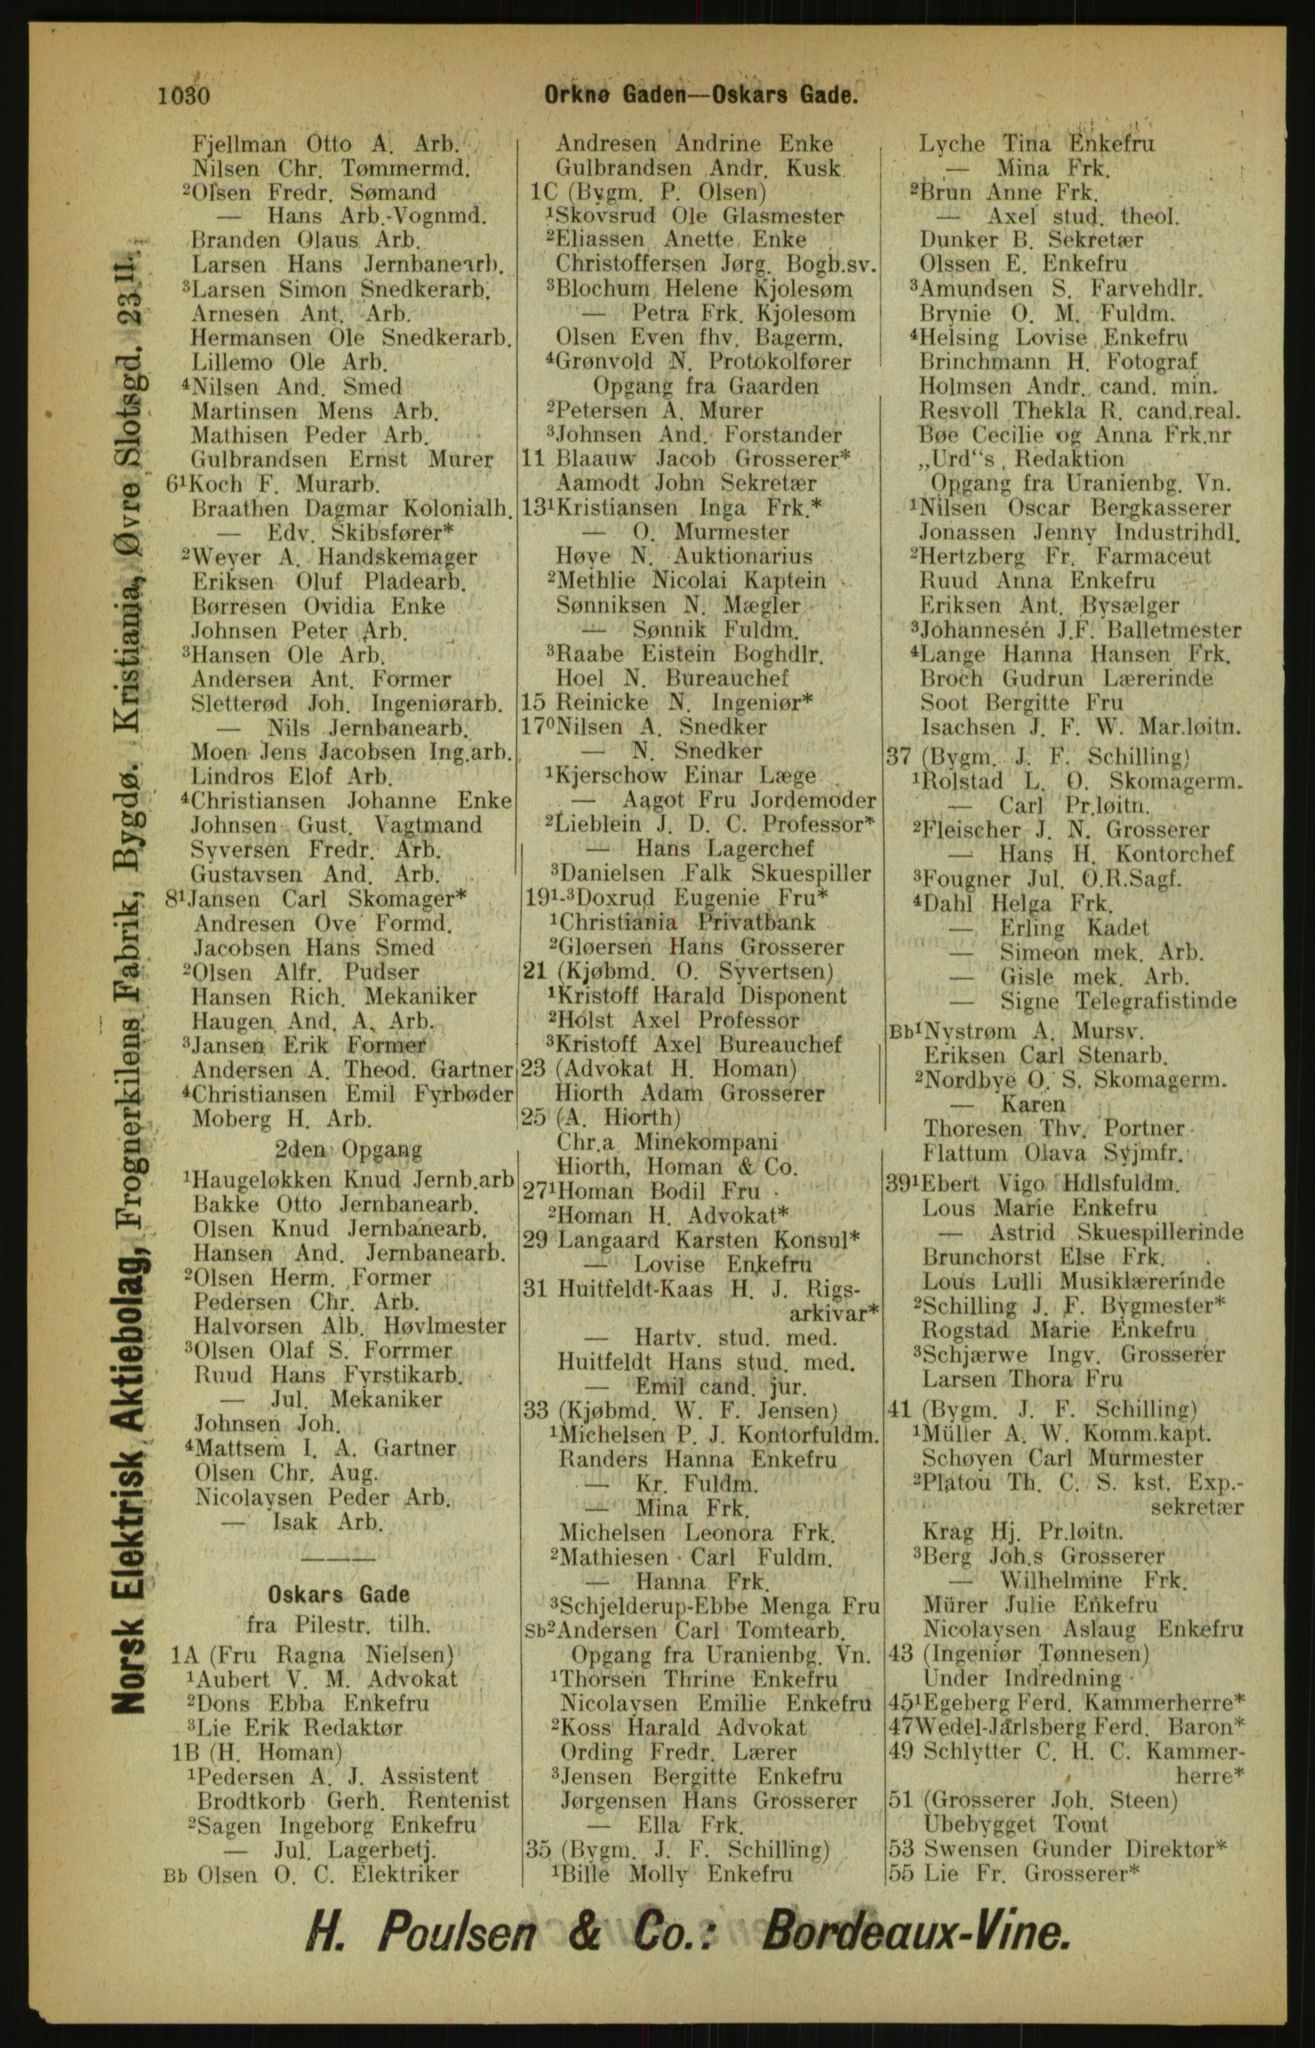 1030
Orknø Gaden—Oskars Gade.
Fjellman Otto A. Arb.
Nilsen Chr. Tømmermd.
²Olsen Fredr. Sømand
— Hans Arb.-Vognmd.
Branden Olaus Arb.
Larsen Hans Jernbanearb.
³Larsen Simon Snedkerarb.
Arnesen Ant. Arb.
Hermansen Ole Snedkerarb.
Lillemo Ole Arb.
⁴Nilsen And. Smed
Martinsen Mens Arb.
Mathisen Peder Arb.
Gulbrandsen Ernst Murer
6¹Koch F. Murarb.
Braathen Dagmar Kolonialh.
— Edv. Skibsfører*
²Weyer A. Handskemager
Eriksen Oluf Pladearb.
Børresen Ovidia Enke
Johnsen Peter Arb.
³Hansen Ole Arb.
Andersen Ant. Former
Sletterød Joh. Ingeniørarb.
— Nils Jernbanearb.
Moen Jens Jacobsen Ing.arb.
Lindros Elof Arb.
⁴Christiansen Johanne Enke
Johnsen Gust. Vagtmand
Syversen Fredr. Arb.
Gustavsen And. Arb.
8¹Jansen Carl Skomager*
Andresen Ove Formd.
Jacobsen Hans Smed
²Olsen Alfr. Pudser
Hansen Rich. Mekaniker
Haugen And. A. Arb.
³Jansen Erik Former
Andersen A. Theod. Gartner
⁴Christiansen Emil Fyrbøder
Moberg H. Arb.
2den Opgang
¹Haugeløkken Knud Jernb.arb
Bakke Otto Jernbanearb.
Olsen Knud Jernbanearb.
Hansen And. Jernbanearb.
²Olsen Herm. Former
Pedersen Chr. Arb.
Halvorsen Alb. Høvlmester
³Olsen Olaf S. Forrmer
Ruud Hans Fyrstikarb.
— Jul. Mekaniker
Johnsen Joh.
⁴Mattsem I. A. Gartner
Olsen Chr. Aug.
Nicolaysen Peder Arb.
— Isak Arb.
Oskars Gade
fra Pilestr. tilh.
1A (Fru Ragna Nielsen)
¹Aubert V. M. Advokat
²Dons Ebba Enkefru
³Lie Erik Redaktør
1B (H. Homan)
¹Pedersen A. J. Assistent
Brodtkorb Gerh. Rentenist
²Sagen Ingeborg Enkefru
— Jul. Lagerbetj.
Bb Olsen O. C. Elektriker
Andresen Andrine Enke
Gulbrandsen Andr. Kusk
1C (Bygm. P. Olsen)
¹Skovsrud Ole Glasmester
²Eliassen Anette Enke
Christoffersen Jørg. Bogb.sv.
³Blochum Helene Kjolesøm
— Petra Frk. Kjolesøm
Olsen Even fhv. Bagerm.
⁴Grønvold N. Protokolfører
Opgang fra Gaarden
²Petersen A. Murer
³Johnsen And. Forstander
11 Blaauw Jacob Grosserer*
Aamodt John Sekretær
13¹Kristiansen Inga Frk.*
— O. Murmester
Høye N. Auktionarius
²Methlie Nicolai Kaptein
Sønniksen N. Mægler
— Sønnik Fuldm.
³Raabe Eistein Boghdlr.
Hoel N. Bureauchef
15 Reinicke N. Ingeniør*
17⁰Nilsen A. Snedker
— N. Snedker
¹Kjerschow Einar Læge
— Aagot Fru Jordemoder
²Lieblein J. D. C. Professor*
— Hans Lagerchef
³Danielsen Falk Skuespiller
19¹-³Doxrud Eugenie Fru*
¹Christiania Privatbank
²Gløersen Hans Grosserer
21 (Kjøbmd. O. Syvertsen)
¹Kristoff Harald Disponent
²Holst Axel Professor
³Kristoff Axel Bureauchef
23 (Advokat H. Homan)
Hiorth Adam Grosserer
25 (A. Hiorth)
Chr.a Minekompani
Hiorth, Homan & Co.
27¹Homan Bodil Fru
²Homan H. Advokat*
29 Langaard Karsten Konsul*
— Lovise Enkefru
31 Huitfeldt-Kaas H. J. Rigs-
arkivar*
— Hartv. stud. med.
Huitfeldt Hans stud. med.
— Emil cand. jur.
33 (Kjøbmd. W. F. Jensen)
¹Michelsen P. J. Kontorfuldm.
Randers Hanna Enkefru
— Kr. Fuldm.
— Mina Frk.
Michelsen Leonora Frk.
²Mathiesen Carl Fuldm.
— Hanna Frk.
³Schjelderup-Ebbe Menga Fru
Sb²Andersen Carl Tomtearb.
Opgang fra Uranienbg. Vn.
¹Thorsen Thrine Enkefru
Nicolaysen Emilie Enkefru
²Koss Harald Advokat
Ording Fredr. Lærer
³Jensen Bergitte Enkefru
Jørgensen Hans Grosserer
— Ella Frk.
35 (Bygm. J. F. Schilling)
¹Bille Molly Enkefru
Lyche Tina Enkefru
— Mina Frk.
²Brun Anne Frk.
— Axel stud. theol.
Dunker B. Sekretær
Olssen E. Enkefru
³Amundsen S. Farvehdlr.
Brynie O. M. Fuldm.
⁴Helsing Lovise Enkefru
Brinchmann H. Fotograf
Holmsen Andr. cand. min.
Resvoll Thekla R. cand.real.
Bøe Cecilie og Anna Frk.nr
„Urd“s Redaktion
Opgang fra Uranienbg. Vn.
¹Nilsen Oscar Bergkasserer
Jonassen Jenny Industrihdl.
²Hertzberg Fr. Farmaceut
Ruud Anna Enkefru
Eriksen Ant. Bysælger
³Johannesén J.F. Balletmester
⁴Lange Hanna Hansen Frk.
Broch Gudrun Lærerinde
Soot Bergitte Fru
Isachsen J. F. W. Mar.løitn.
37 (Bygm. J. F. Schilling)
¹Rolstad L. O. Skomagerm.
— Carl Pr.løitn.
²Fleischer J. N. Grosserer
— Hans H. Kontorchef
³Fougner Jul. O.R.Sagf.
⁴Dahl Helga Frk.
— Erling Kadet
— Simeon mek. Arb.
— Gisle mek. Arb.
— Signe Telegrafistinde
Bb¹Nystrøm A. Mursv.
Eriksen Carl Stenarb.
²Nordbye O. S. Skomagerm.
— Karen
Thoresen Thv. Portner
Flattum Olava Syjmfr.
39¹Ebert Vigo Hdlsfuldm.
Lous Marie Enkefru
— Astrid Skuespillerinde
Brunchorst Else Frk.
Lous Lulli Musiklærerinde
²Schilling J. F. Bygmester*
Rogstad Marie Enkefru
³Schjærwe Ingv. Grosserer
Larsen Thora Fru
41 (Bygm. J. F. Schilling)
¹Müller A. W. Komm.kapt.
Schøyen Carl Murmester
²Platou Th. C. S. kst. Exp.-
sekretær
Krag Hj. Pr.løitn.
³Berg Joh.s Grosserer
— Wilhelmine Frk.
Mürer Julie Enkefru
Nicolaysen Aslaug Enkefru
43 (Ingeniør Tønnesen)
Under Indredning
45¹Egeberg Ferd. Kammerherre*
47Wedel-Jarlsberg Ferd. Baron*
49 Schlytter C. H. C. Kammer-
herre*
51 (Grosserer Joh. Steen)
Ubebygget Tomt
53 Swensen Gunder Direktør*
55 Lie Fr. Grosserer*
Norsk Elektrisk Aktiebolag, Frognerkilens Fabrik, Bygdø. Kristiania, Øvre Slotsgd. 23 II.
H. Poulsen & Co.: Bordeaux-Vine.